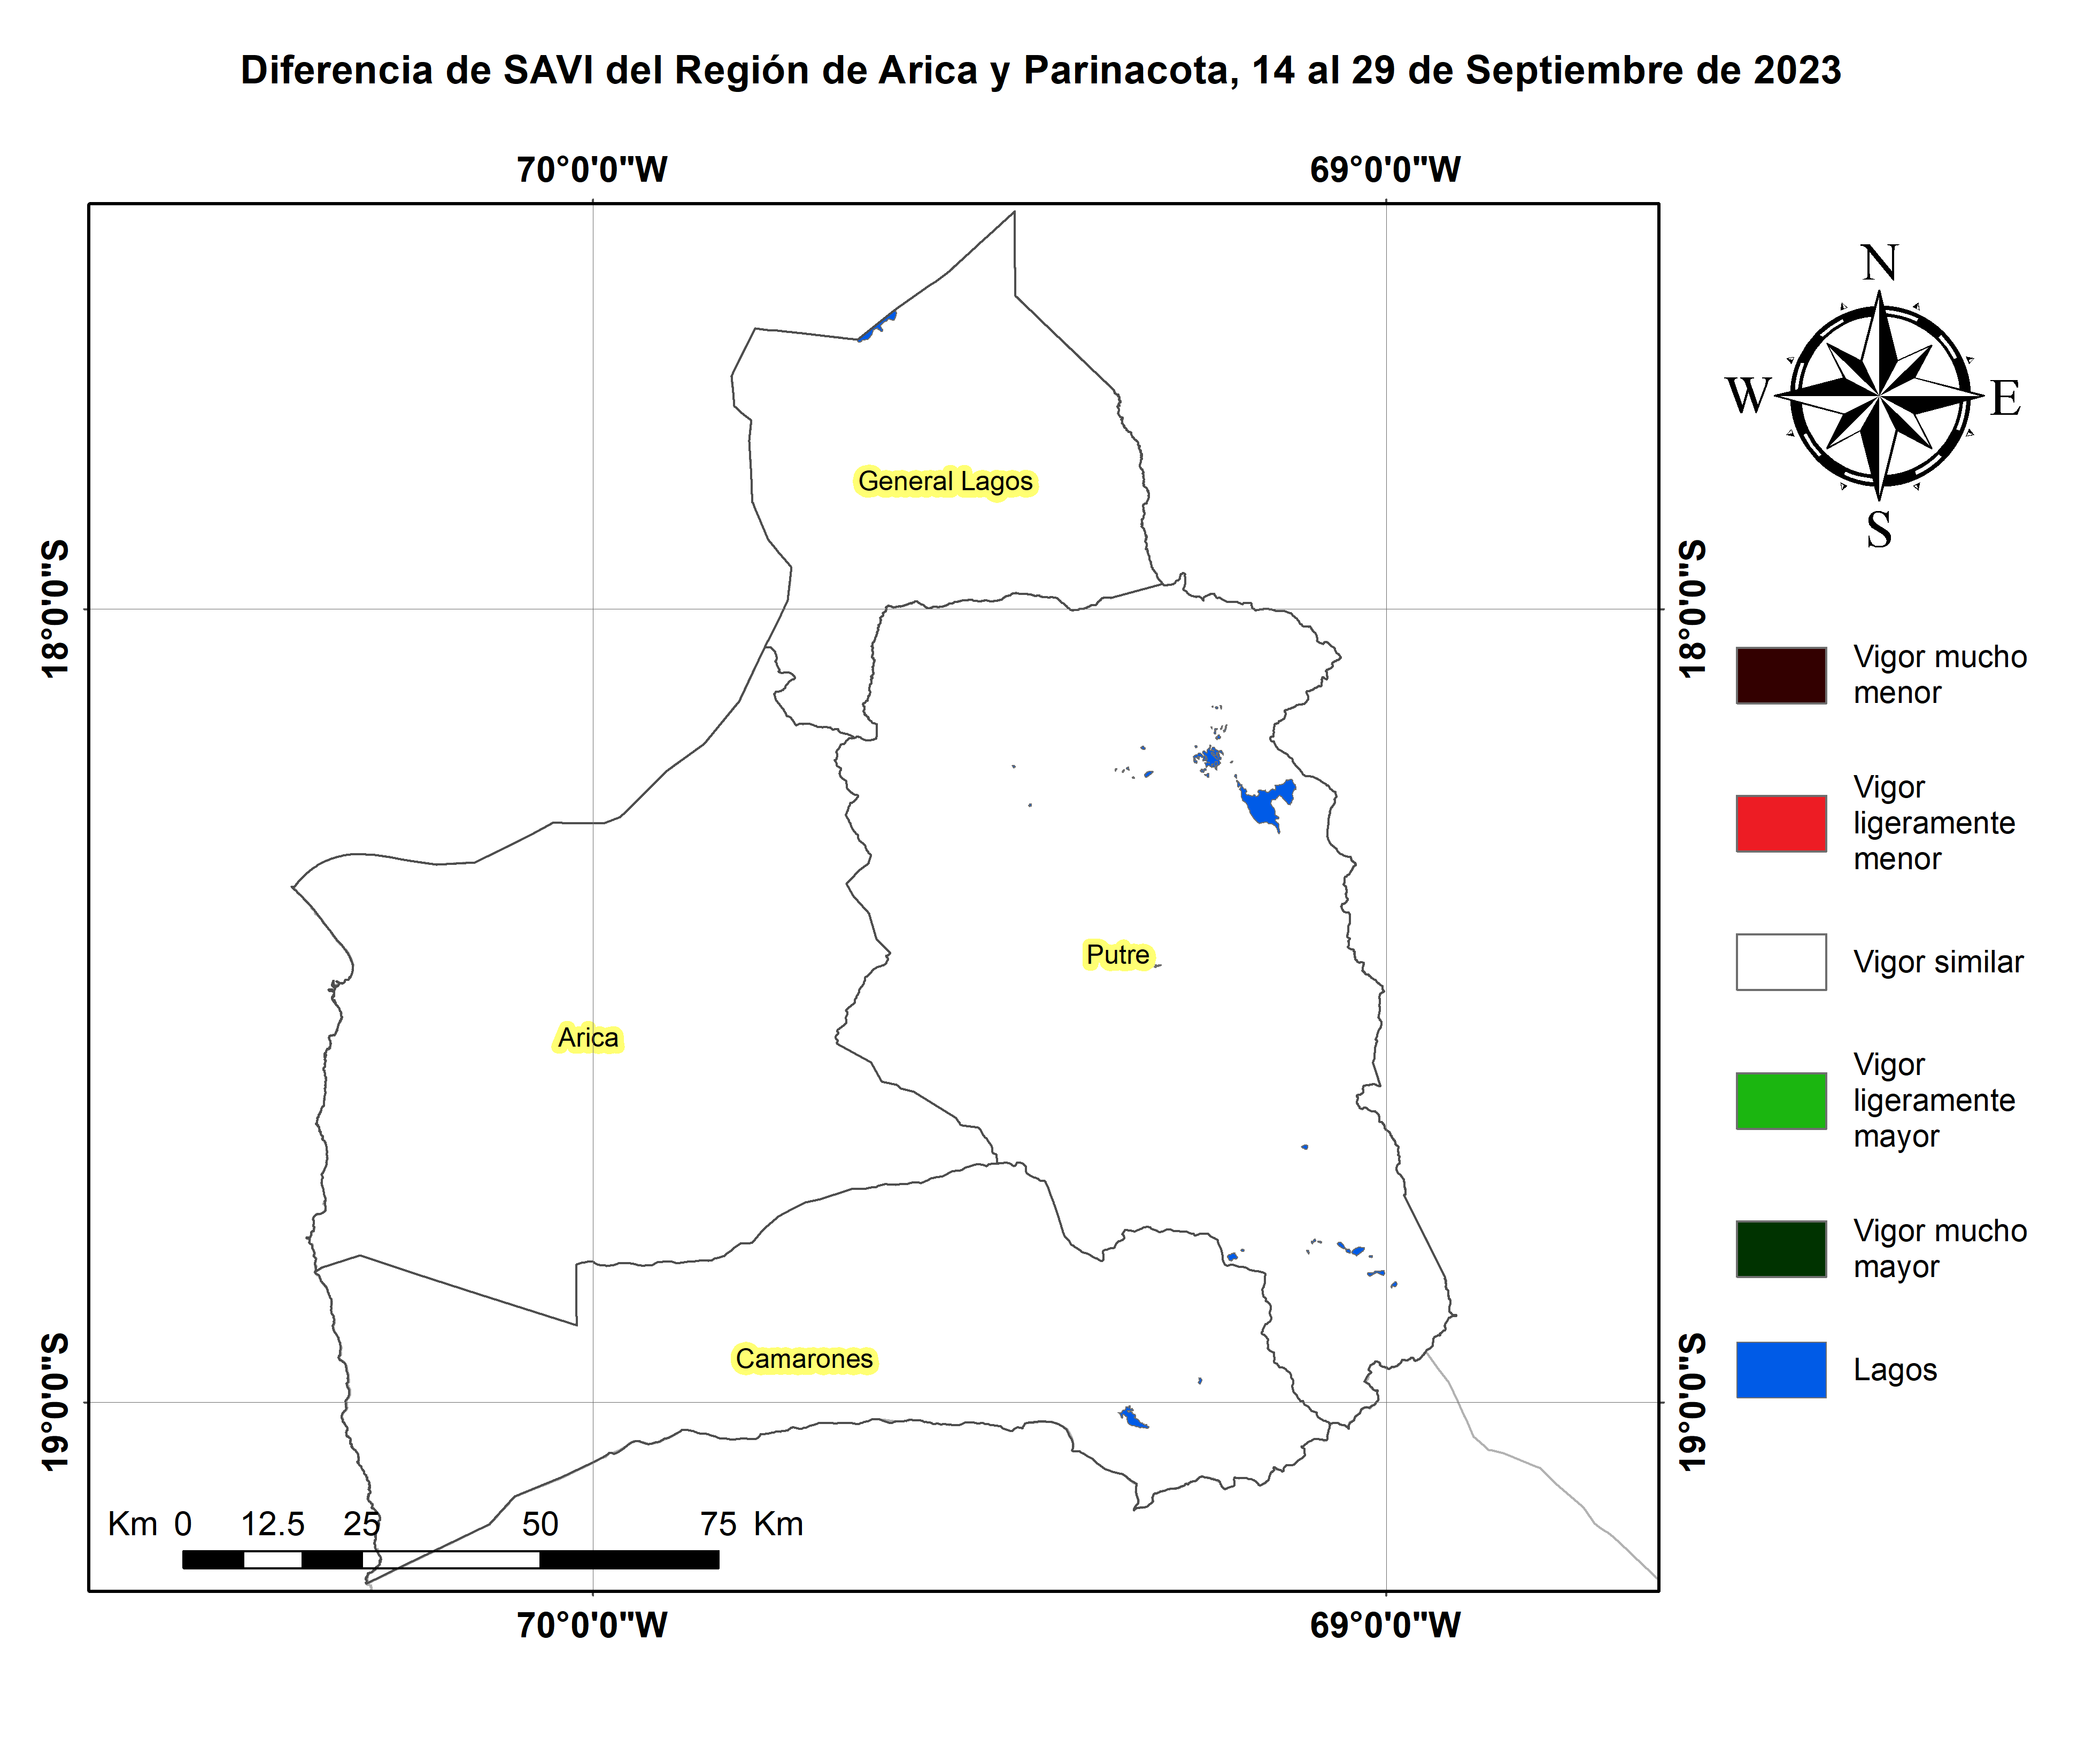 Diferencia de SAVI del Región de Arica y Parinacota, 14 al 29 de Septiembre de 2023
70°0'0"W
69°0'0"W
N
W
E
S
18°0'0"S
18°0'0"S
General Lagos
Putre
Arica
Camarones
19°0'0"S
19°0'0"S
Km 0 12.5 25 50 75 Km
70°0'0"W
69°0'0"W
Vigor mucho
menor
Vigor
ligeramente
menor
Vigor similar
Vigor
ligeramente
mayor
Vigor mucho
mayor
Lagos